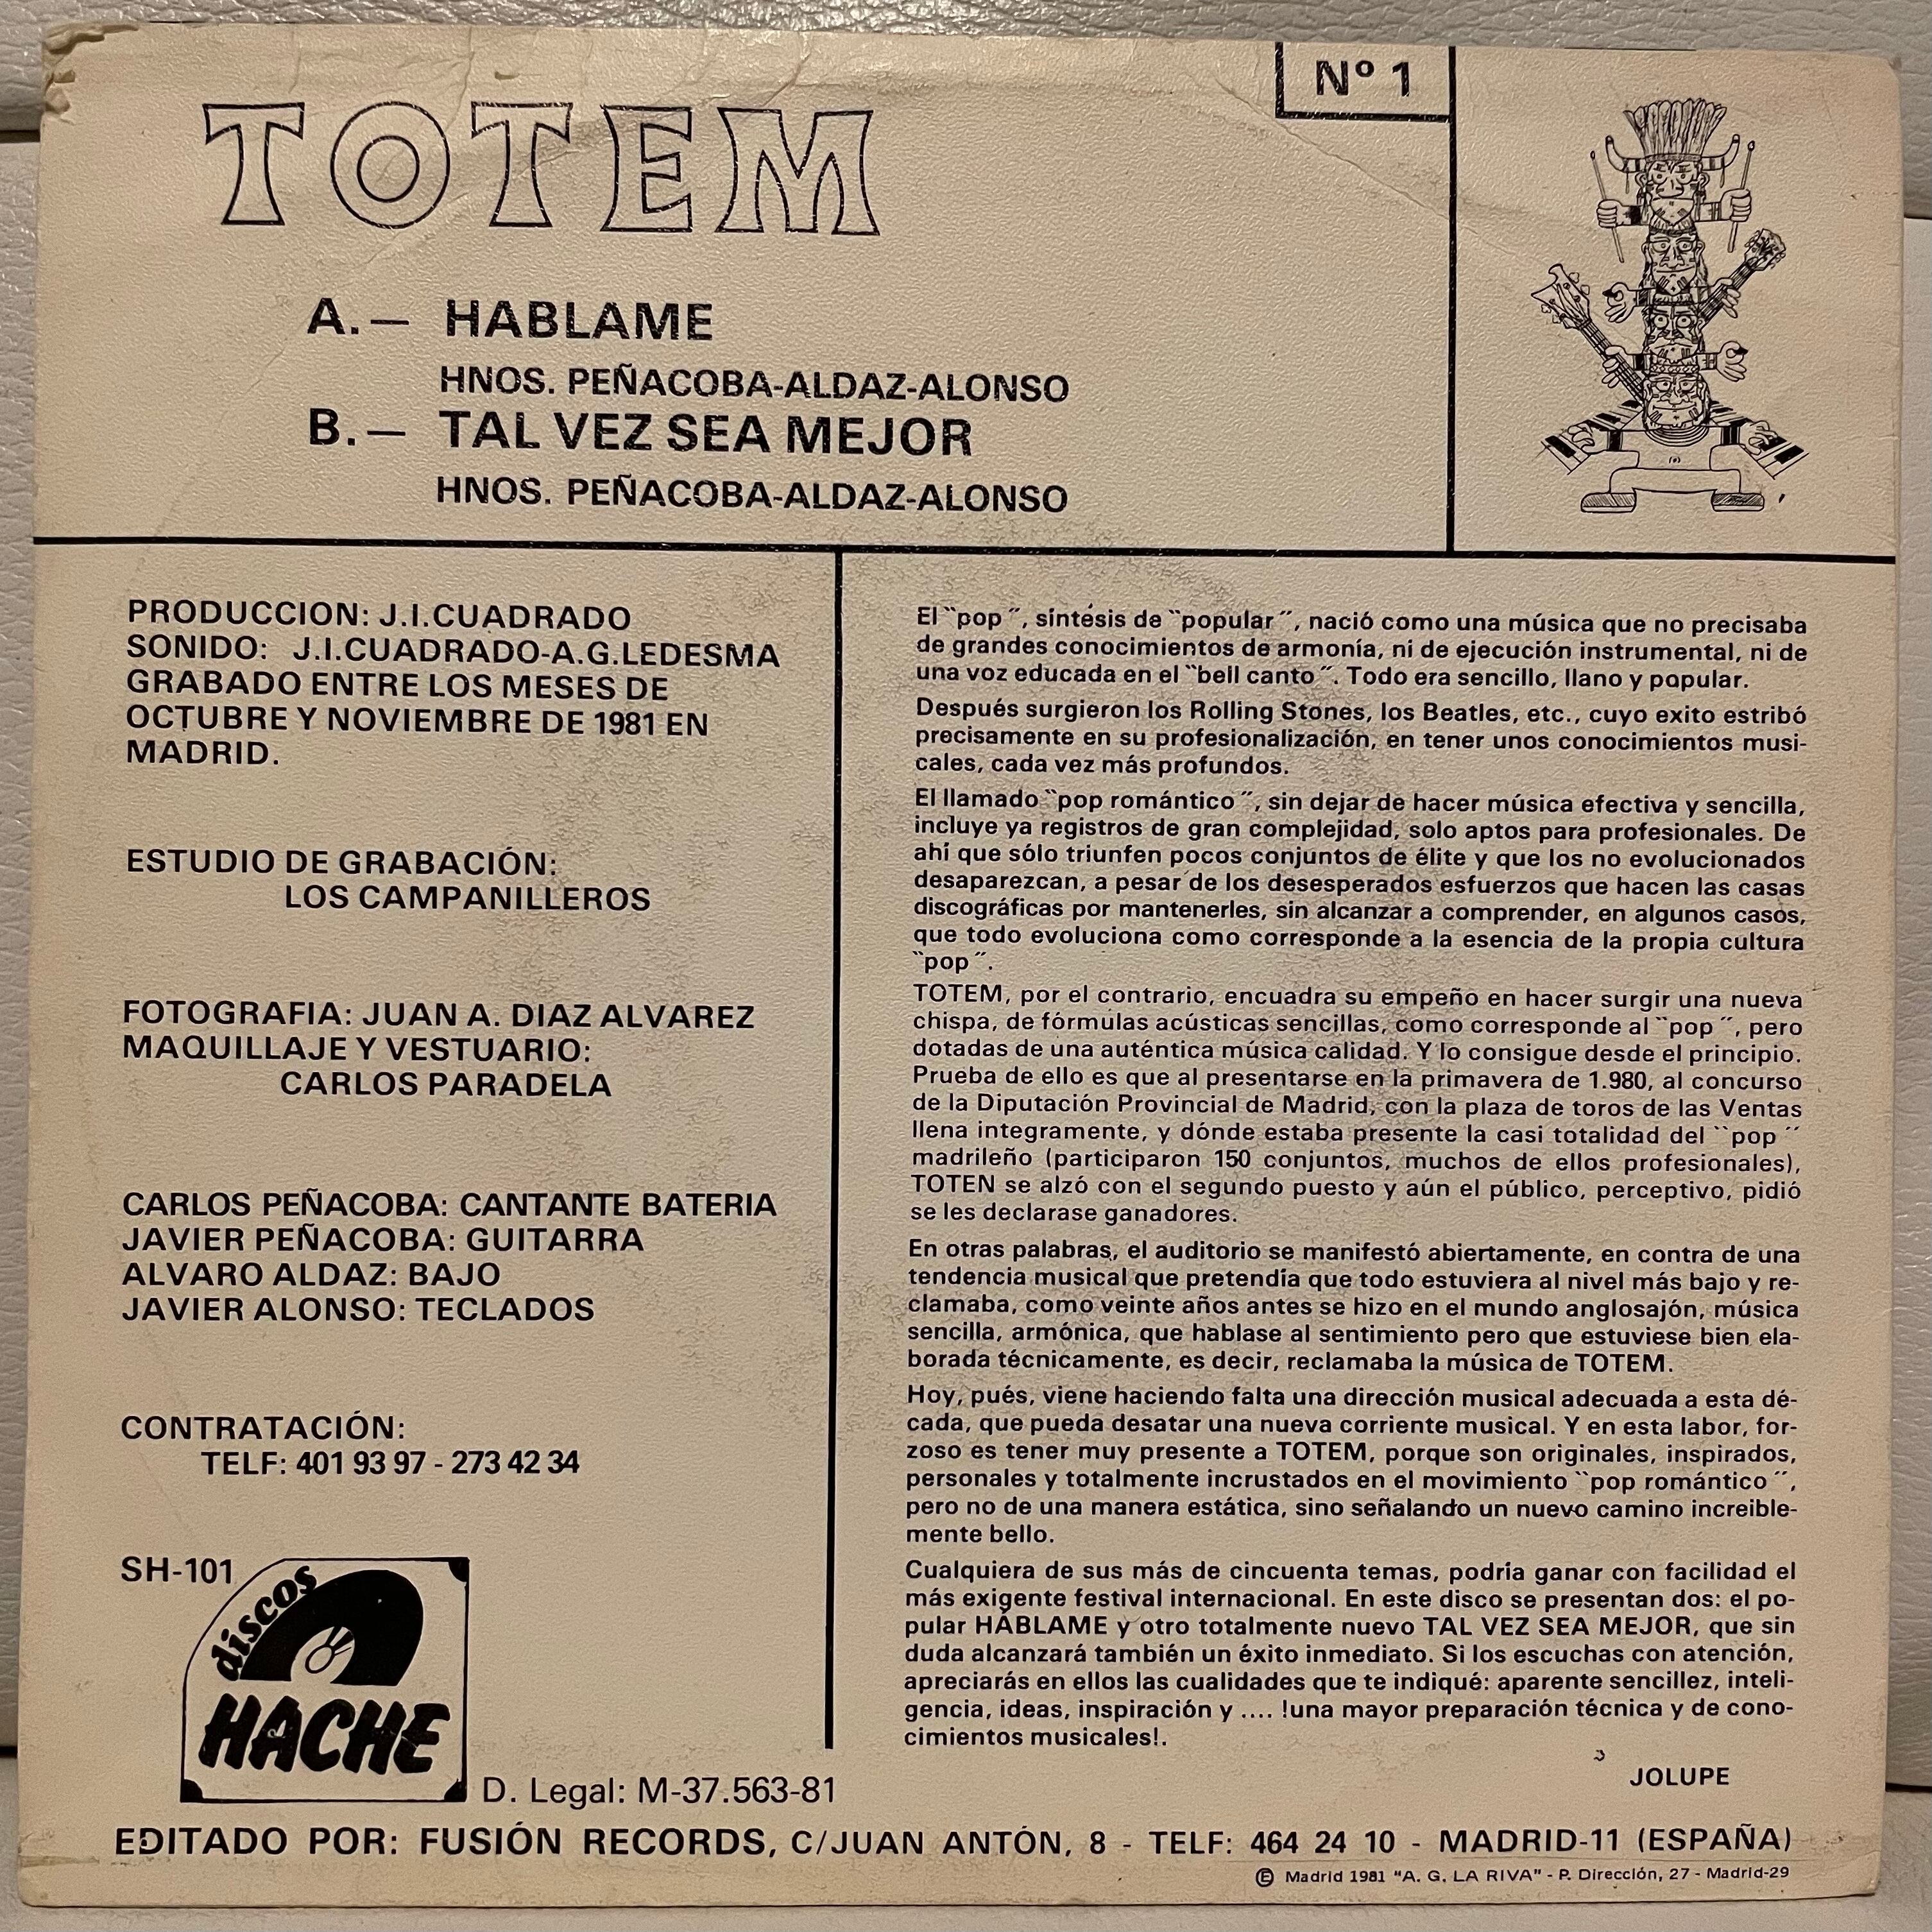 Nº 1
TOTEM
A.— HABLAME
HNOS. PEÑACOBA-ALDAZ-ALONSO
B.— TAL VEZ SEA MEJOR
HNOS. PEÑACOBA-ALDAZ-ALONSO
PRODUCCION: J.I.CUADRADO
SONIDO: J.I.CUADRADO-A.G.LEDESMA
GRABADO ENTRE LOS MESES DE
OCTUBRE Y NOVIEMBRE DE 1981 EN
MADRID.
ESTUDIO DE GRABACIÓN:
LOS CAMPANILLEROS
FOTOGRAFIA: JUAN A. DIAZ ALVAREZ
MAQUILLAJE Y VESTUARIO:
CARLOS PARADELA
CARLOS PEÑACOBA: CANTANTE BATERIA
JAVIER PEÑACOBA: GUITARRA
ALVARO ALDAZ: BAJO
JAVIER ALONSO: TECLADOS
CONTRATACIÓN:
TELF: 401 93 97 - 273 42 34
SH-101
discos
HACHE
D. Legal: M-37.563-81
El “pop”, síntésis de “popular”, nació como una música que no precisaba
de grandes conocimientos de armonía, ni de ejecución instrumental, ni de
una voz educada en el “bell canto”. Todo era sencillo, llano y popular.
Después surgieron los Rolling Stones, los Beatles, etc., cuyo exito estribó
precisamente en su profesionalización, en tener unos conocimientos musi-
cales, cada vez más profundos.
El llamado “pop romántico”, sin dejar de hacer música efectiva y sencilla,
incluye ya registros de gran complejidad, solo aptos para profesionales. De
ahí que sólo triunfen pocos conjuntos de élite y que los no evolucionados
desaparezcan, a pesar de los desesperados esfuerzos que hacen las casas
discográficas por mantenerles, sin alcanzar a comprender, en algunos casos,
que todo evoluciona como corresponde a la esencia de la propia cultura
“pop”.
TOTEM, por el contrario, encuadra su empeño en hacer surgir una nueva
chispa, de fórmulas acústicas sencillas, como corresponde al “pop”, pero
dotadas de una auténtica música calidad. Y lo consigue desde el principio.
Prueba de ello es que al presentarse en la primavera de 1.980, al concurso
de la Diputación Provincial de Madrid, con la plaza de toros de las Ventas
llena integramente, y dónde estaba presente la casi totalidad del “pop”
madrileño (participaron 150 conjuntos, muchos de ellos profesionales),
TOTEN se alzó con el segundo puesto y aún el público, perceptivo, pidió
se les declarase ganadores.
En otras palabras, el auditorio se manifestó abiertamente, en contra de una
tendencia musical que pretendía que todo estuviera al nivel más bajo y re-
clamaba, como veinte años antes se hizo en el mundo anglosajón, música
sencilla, armónica, que hablase al sentimiento pero que estuviese bien ela-
borada técnicamente, es decir, reclamaba la música de TOTEM.
Hoy, pués, viene haciendo falta una dirección musical adecuada a esta dé-
cada, que pueda desatar una nueva corriente musical. Y en esta labor, for-
zoso es tener muy presente a TOTEM, porque son originales, inspirados,
personales y totalmente incrustados en el movimiento “pop romántico”,
pero no de una manera estática, sino señalando un nuevo camino increible-
mente bello.
Cualquiera de sus más de cincuenta temas, podría ganar con facilidad el
más exigente festival internacional. En este disco se presentan dos: el po-
pular HÁBLAME y otro totalmente nuevo TAL VEZ SEA MEJOR, que sin
duda alcanzará también un éxito inmediato. Si los escuchas con atención,
apreciarás en ellos las cualidades que te indiqué: aparente sencillez, inteli-
gencia, ideas, inspiración y .... !una mayor preparación técnica y de cono-
cimientos musicales!.
JOLUPE
EDITADO POR: FUSIÓN RECORDS, C/JUAN ANTÓN, 8 - TELF: 464 24 10 - MADRID-11 (ESPAÑA)
Ⓔ Madrid 1981 "A. G. LA RIVA" - P. Dirección, 27 - Madrid-29